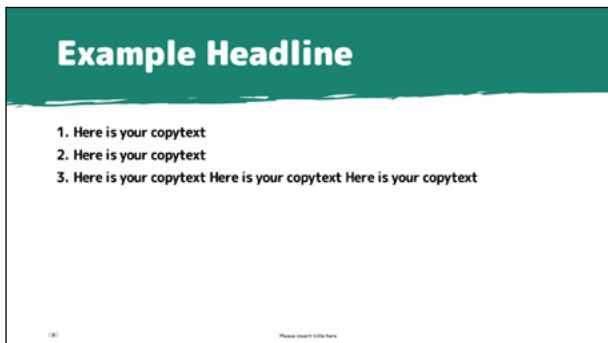 Example Headline
1. Here is your copytext
2. Here is your copytext
3. Here is your copytext Here is your copytext Here is your copytext
Please insert title here